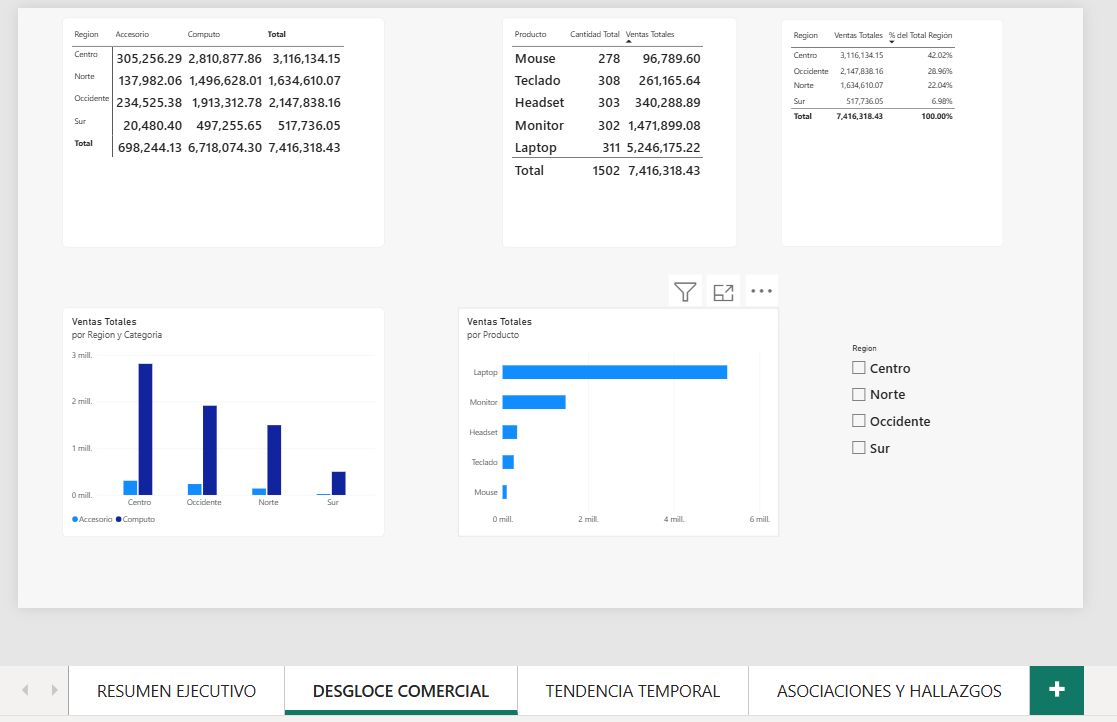 Region Accesorio Computo Total
Centro 305,256.29 2,810,877.86 3,116,134.15
Norte 137,982.06 1,496,628.01 1,634,610.07
Occidente 234,525.38 1,913,312.78 2,147,838.16
Sur 20,480.40 497,255.65 517,736.05
Total 698,244.13 6,718,074.30 7,416,318.43
Producto Cantidad Total Ventas Totales
Mouse 278 96,789.60
Teclado 308 261,165.64
Headset 303 340,288.89
Monitor 302 1,471,899.08
Laptop 311 5,246,175.22
Total 1502 7,416,318.43
Region Ventas Totales % del Total Región
Centro 3,116,134.15 42.02%
Occidente 2,147,838.16 28.96%
Norte 1,634,610.07 22.04%
Sur 517,736.05 6.98%
Total 7,416,318.43 100.00%
Ventas Totales
por Region y Categoria
3 mill.
2 mill.
1 mill.
0 mill.
Centro Occidente Norte Sur
Accesorio Computo
Ventas Totales
por Producto
Laptop
Monitor
Headset
Teclado
Mouse
0 mill. 2 mill. 4 mill. 6 mill.
Region
Centro
Norte
Occidente
Sur
RESUMEN EJECUTIVO DESGLOCE COMERCIAL TENDENCIA TEMPORAL ASOCIACIONES Y HALLAZGOS +